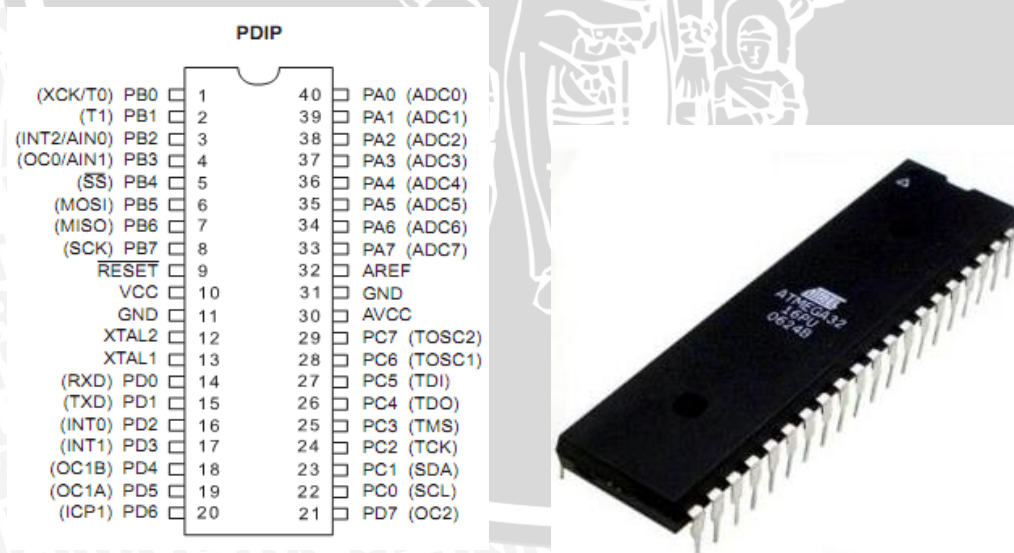 PDIP
(XCK/T0) PB0 1 40 PA0 (ADC0)
(T1) PB1 2 39 PA1 (ADC1)
(INT2/AIN0) PB2 3 38 PA2 (ADC2)
(OC0/AIN1) PB3 4 37 PA3 (ADC3)
(SS) PB4 5 36 PA4 (ADC4)
(MOSI) PB5 6 35 PA5 (ADC5)
(MISO) PB6 7 34 PA6 (ADC6)
(SCK) PB7 8 33 PA7 (ADC7)
RESET 9 32 AREF
VCC 10 31 GND
GND 11 30 AVCC
XTAL2 12 29 PC7 (TOSC2)
XTAL1 13 28 PC6 (TOSC1)
(RXD) PD0 14 27 PC5 (TDI)
(TXD) PD1 15 26 PC4 (TDO)
(INT0) PD2 16 25 PC3 (TMS)
(INT1) PD3 17 24 PC2 (TCK)
(OC1B) PD4 18 23 PC1 (SDA)
(OC1A) PD5 19 22 PC0 (SCL)
(ICP1) PD6 20 21 PD7 (OC2)
ATMEL
ATMEGA32
16PU
0624B